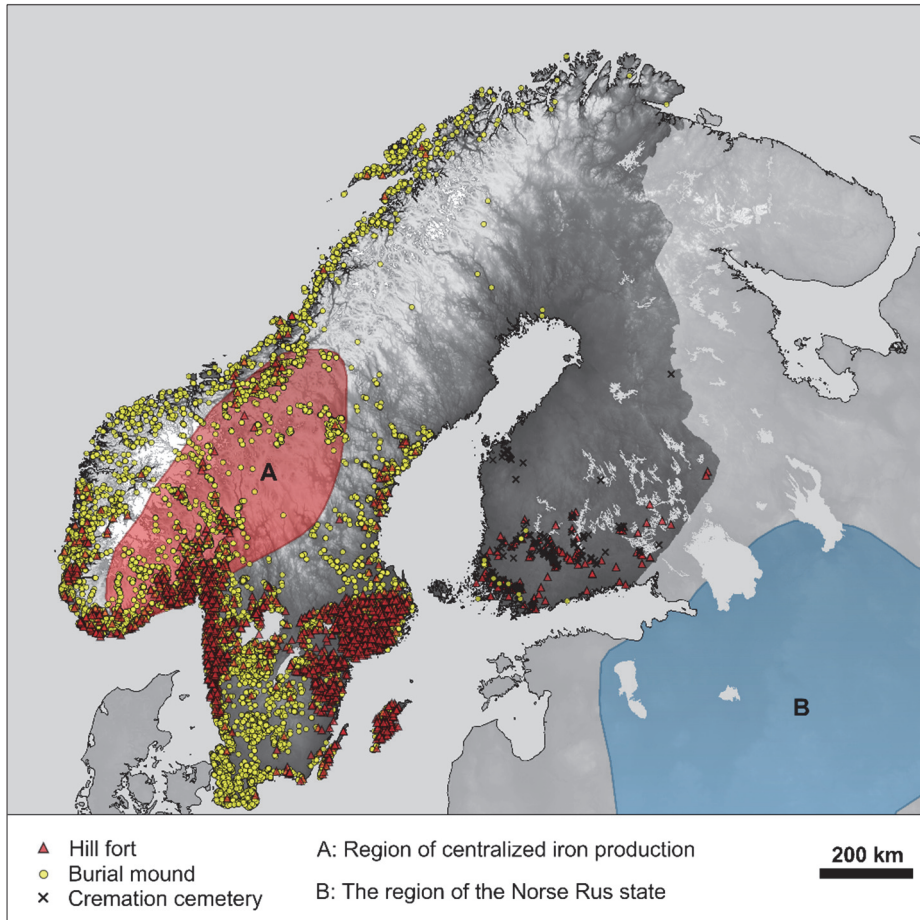 A
B
Hill fort
Burial mound
Cremation cemetery
A: Region of centralized iron production
B: The region of the Norse Rus state
200 km